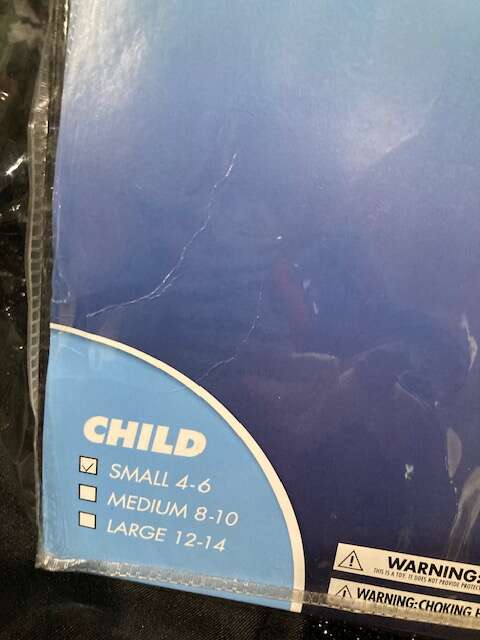 CHILD
SMALL 4-6
MEDIUM 8-10
LARGE 12-14
WARNING:
THIS IS A TOY. IT DOES NOT PROVIDE
WARNING: CHOKING